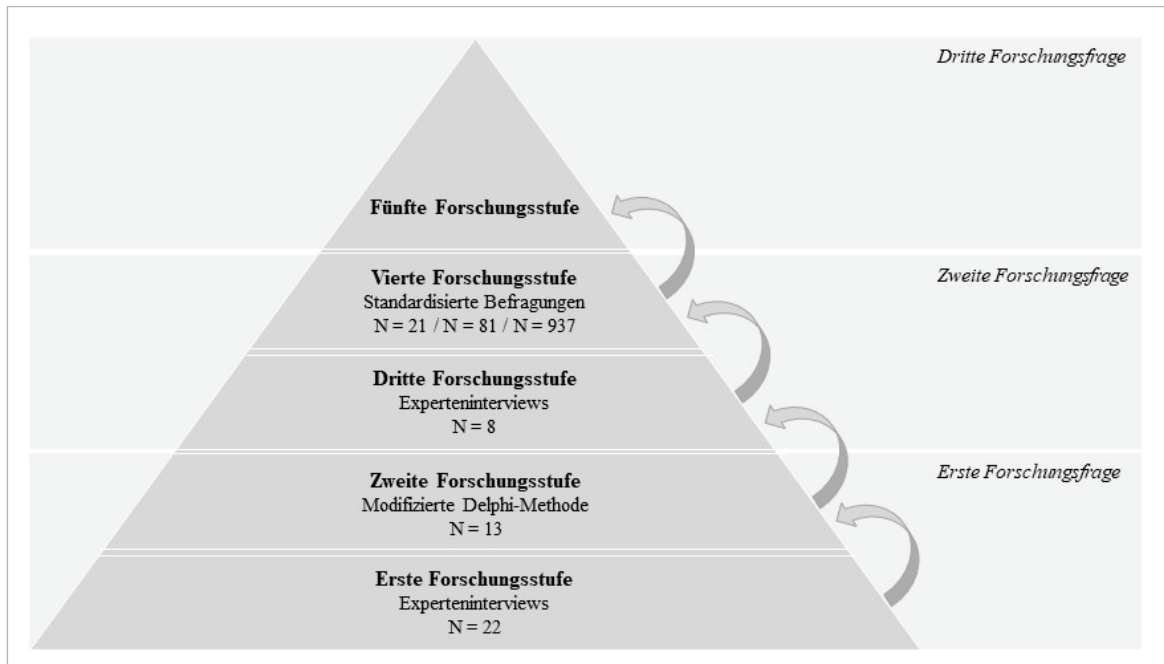 Dritte Forschungsfrage
Fünfte Forschungsstufe
Zweite Forschungsfrage
Vierte Forschungsstufe
Standardisierte Befragungen
N = 21 / N = 81 / N = 937
Dritte Forschungsstufe
Experteninterviews
N = 8
Erste Forschungsfrage
Zweite Forschungsstufe
Modifizierte Delphi-Methode
N = 13
Erste Forschungsstufe
Experteninterviews
N = 22